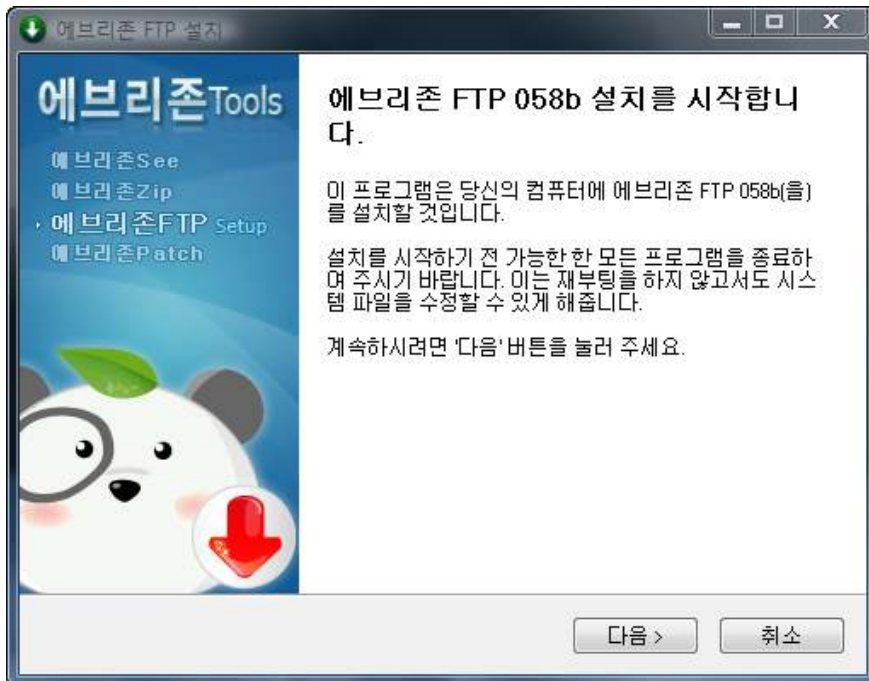 에브리존 FTP 설치
에브리존Tools
에브리존See
에브리존Zip
에브리존FTP Setup
에브리존Patch
에브리존 FTP 058b 설치를 시작합니
다.
이 프로그램은 당신의 컴퓨터에 에브리존 FTP 058b(을)
를 설치할 것입니다.
설치를 시작하기 전 가능한 한 모든 프로그램을 종료하
여 주시기 바랍니다. 이는 재부팅을 하지 않고서도 시스
템 파일을 수정할 수 있게 해줍니다.
계속하시려면 '다음' 버튼을 눌러 주세요.
다음 >
취소